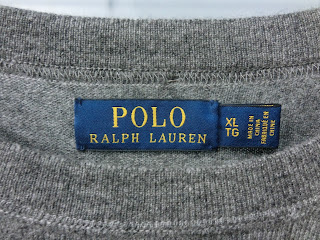 POLO
RALPH LAUREN
XL
TG
MADE IN
CHINA
FABRIQUÉ EN
CHINE